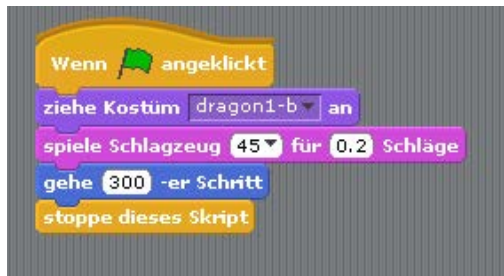 Wenn angeklickt
ziehe Kostüm dragon1-b an
spiele Schlagzeug 45 für 0.2 Schläge
gehe 300 -er Schritt
stoppe dieses Skript